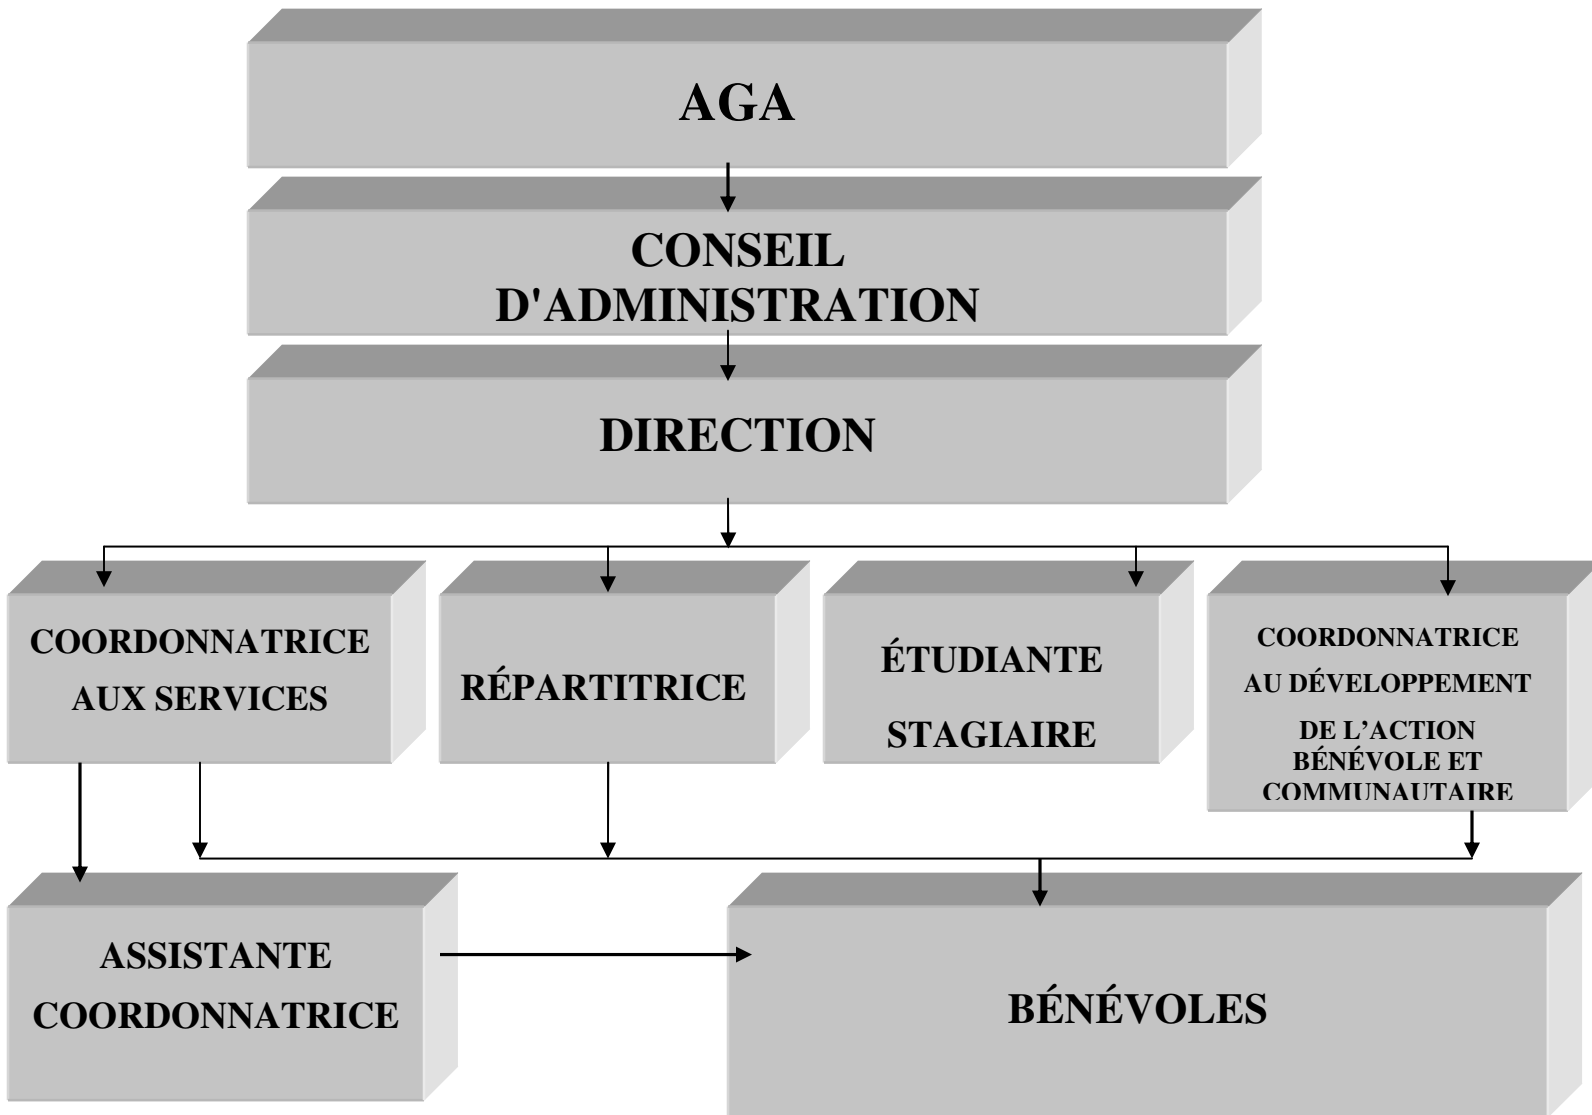 AGA
CONSEIL
D'ADMINISTRATION
DIRECTION
COORDONNATRICE
AUX SERVICES
RÉPARTITRICE
ÉTUDIANTE
STAGIAIRE
COORDONNATRICE
AU DÉVELOPPEMENT
DE L’ACTION
BÉNÉVOLE ET
COMMUNAUTAIRE
ASSISTANTE
COORDONNATRICE
BÉNÉVOLES